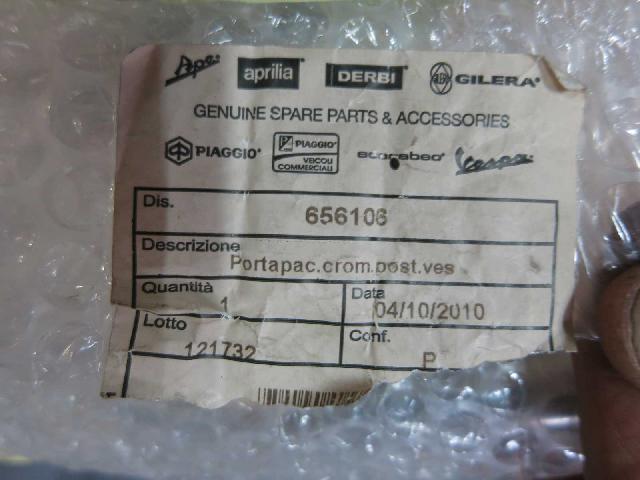 Ape aprilia DERBI GILERA
GENUINE SPARE PARTS & ACCESSORIES
PIAGGIO PIAGGIO VEICOLI COMMERCIALI scarabeo Vespa
Dis.
656106
Descrizione
Portapac.crom.post.ves
Quantità
1
Data
04/10/2010
Lotto
121732
Conf.
P